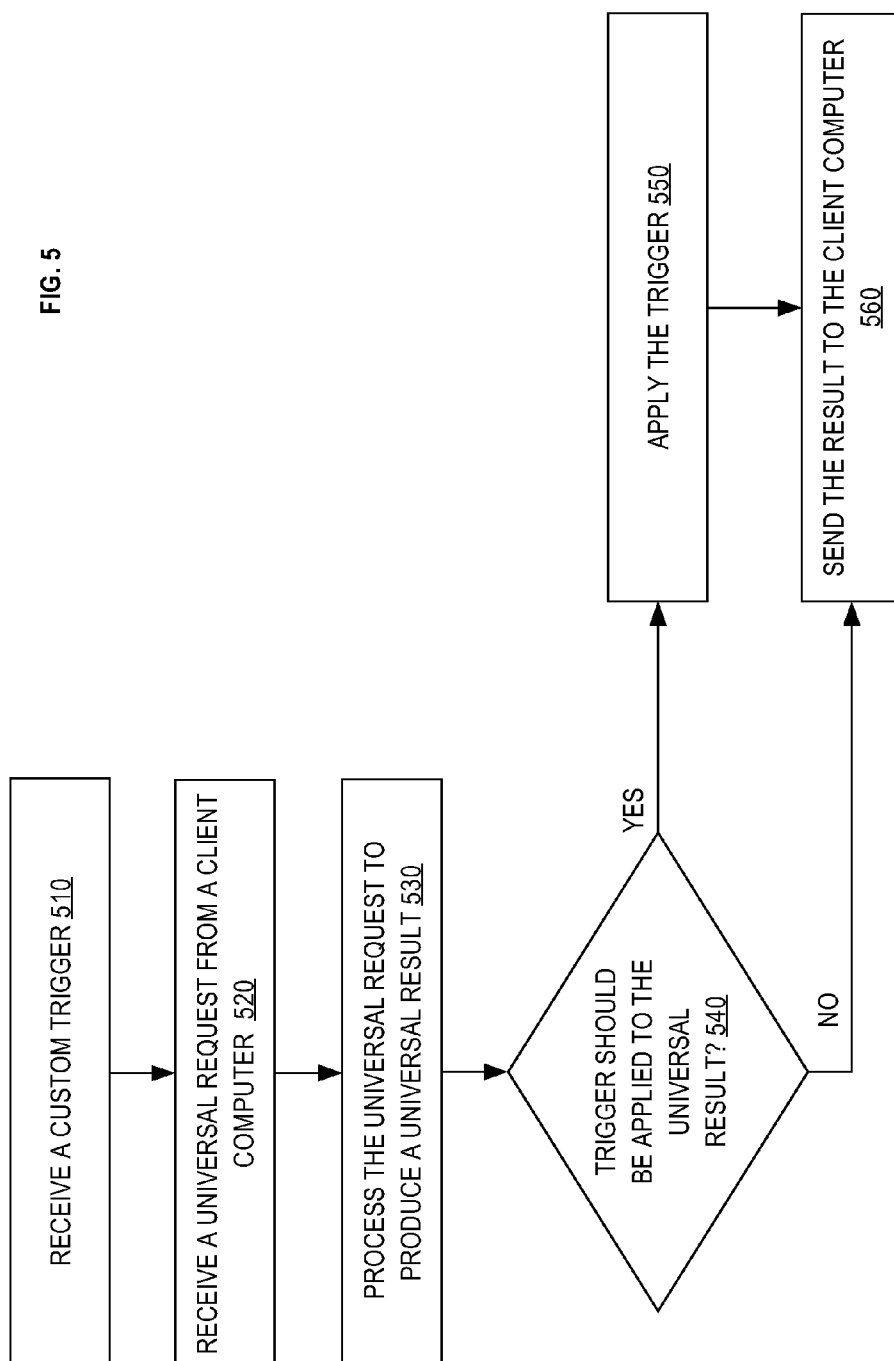 FIG. 5
RECEIVE A CUSTOM TRIGGER 510
RECEIVE A UNIVERSAL REQUEST FROM A CLIENT
COMPUTER 520
PROCESS THE UNIVERSAL REQUEST TO
PRODUCE A UNIVERSAL RESULT 530
TRIGGER SHOULD
BE APPLIED TO THE
UNIVERSAL
RESULT? 540
YES
NO
APPLY THE TRIGGER 550
SEND THE RESULT TO THE CLIENT COMPUTER
560